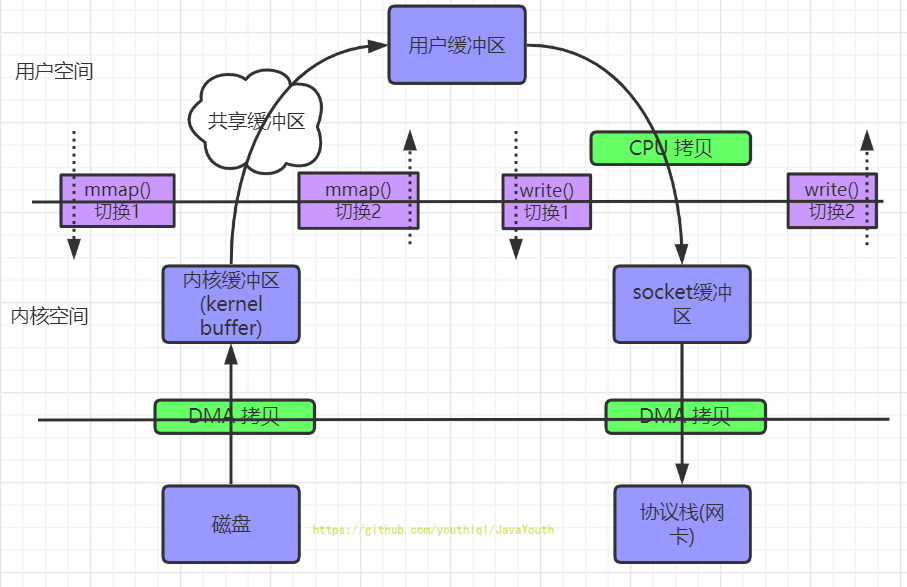 用户缓冲区
用户空间
共享缓冲区
CPU 拷贝
mmap()
切换1
mmap()
切换2
write()
切换1
write()
切换2
内核缓冲区
(kernel
buffer)
socket缓冲
区
内核空间
DMA 拷贝
DMA 拷贝
磁盘
协议栈(网
卡)
https://github.com/youthlql/JavaYouth